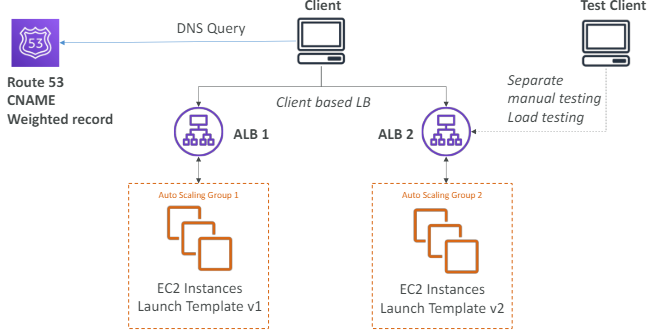 Client
Test Client
DNS Query
53
Route 53
CNAME
Weighted record
Client based LB
Separate
manual testing
Load testing
ALB 1
ALB 2
Auto Scaling Group 1
Auto Scaling Group 2
EC2 Instances
Launch Template v1
EC2 Instances
Launch Template v2